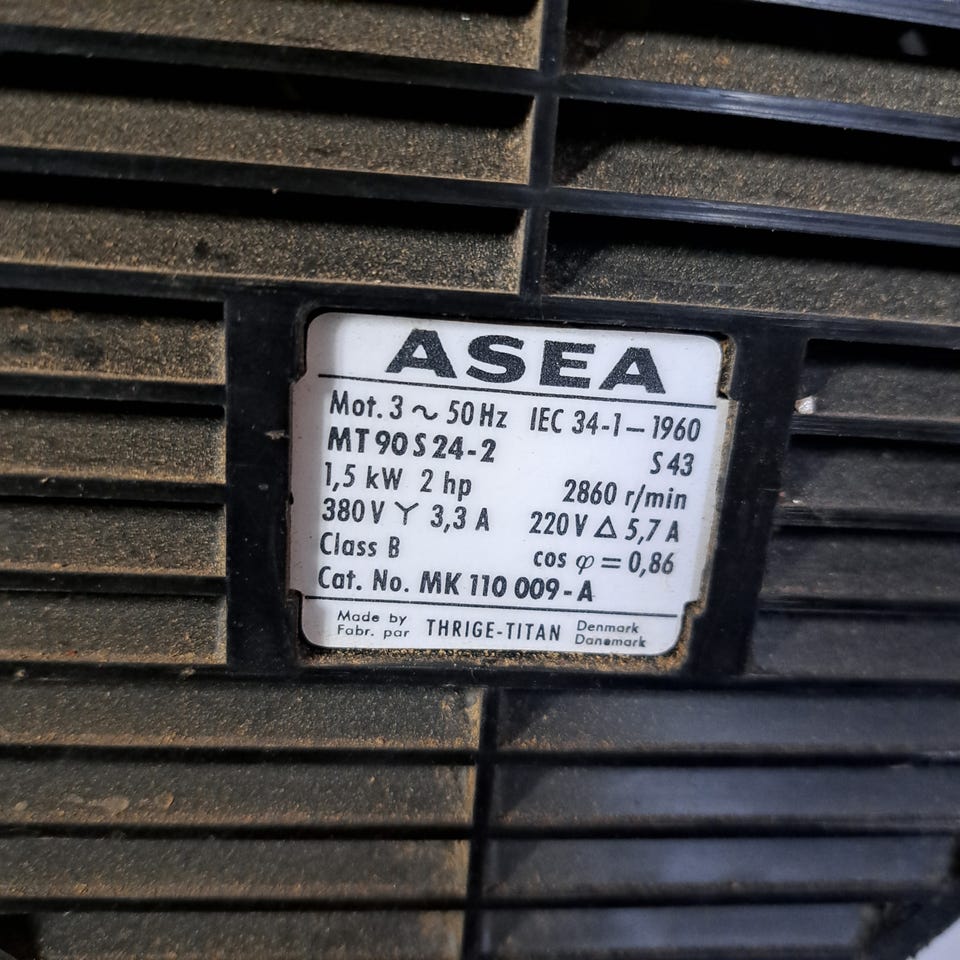 ASEA
Mot. 3 ~ 50 Hz IEC 34-1-1960
MT 90 S 24-2 S 43
1,5 kW 2 hp 2860 r/min
380 V Y 3,3 A 220 V △ 5,7 A
Class B cos φ = 0,86
Cat. No. MK 110 009-A
Made by THRIGE-TITAN Denmark
Fabr. par Danemark